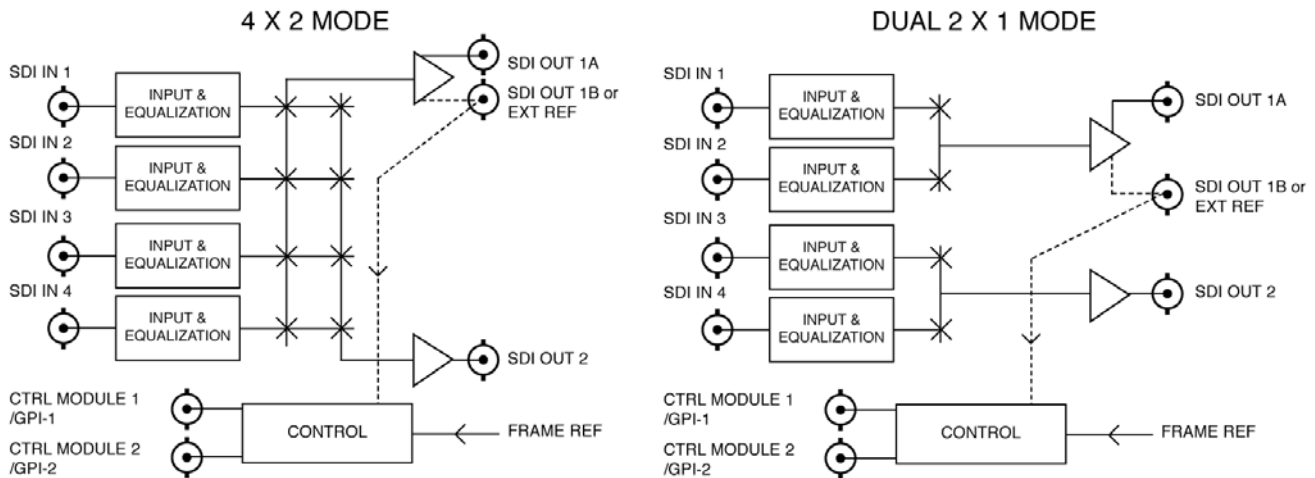 4 X 2 MODE
SDI IN 1
INPUT &
EQUALIZATION
SDI IN 2
INPUT &
EQUALIZATION
SDI IN 3
INPUT &
EQUALIZATION
SDI IN 4
INPUT &
EQUALIZATION
SDI OUT 1A
SDI OUT 1B or
EXT REF
SDI OUT 2
CTRL MODULE 1
/GPI-1
CTRL MODULE 2
/GPI-2
CONTROL
FRAME REF
DUAL 2 X 1 MODE
SDI IN 1
INPUT &
EQUALIZATION
SDI IN 2
INPUT &
EQUALIZATION
SDI IN 3
INPUT &
EQUALIZATION
SDI IN 4
INPUT &
EQUALIZATION
SDI OUT 1A
SDI OUT 1B or
EXT REF
SDI OUT 2
CTRL MODULE 1
/GPI-1
CTRL MODULE 2
/GPI-2
CONTROL
FRAME REF